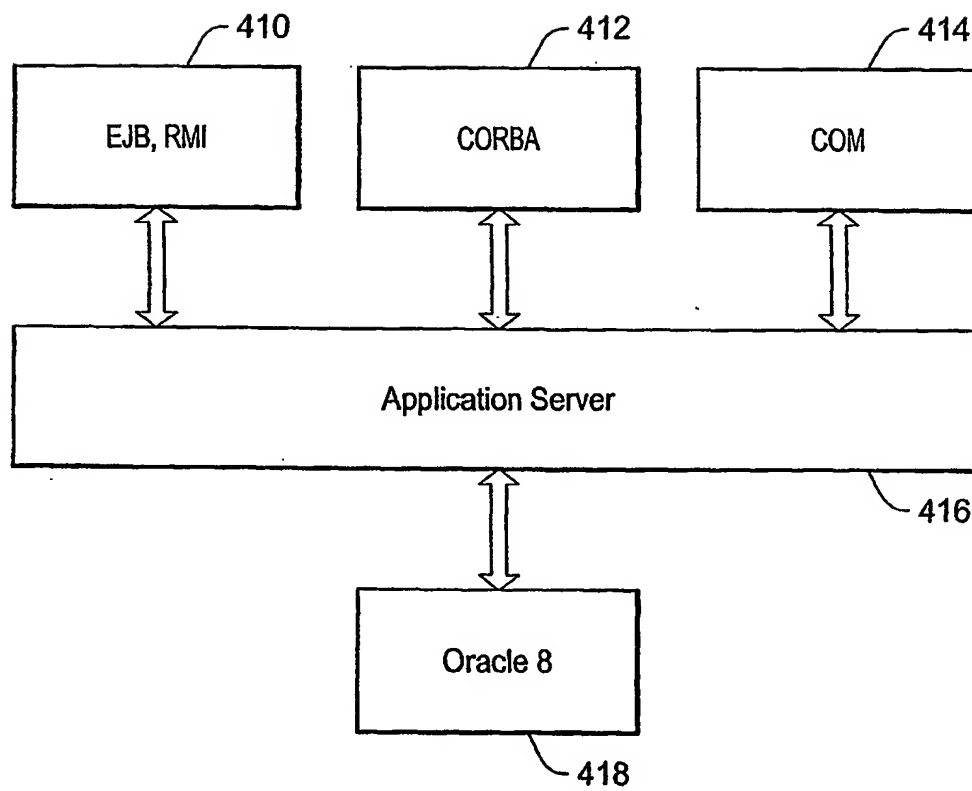 410
412
414
EJB, RMI
CORBA
COM
Application Server
416
Oracle 8
418